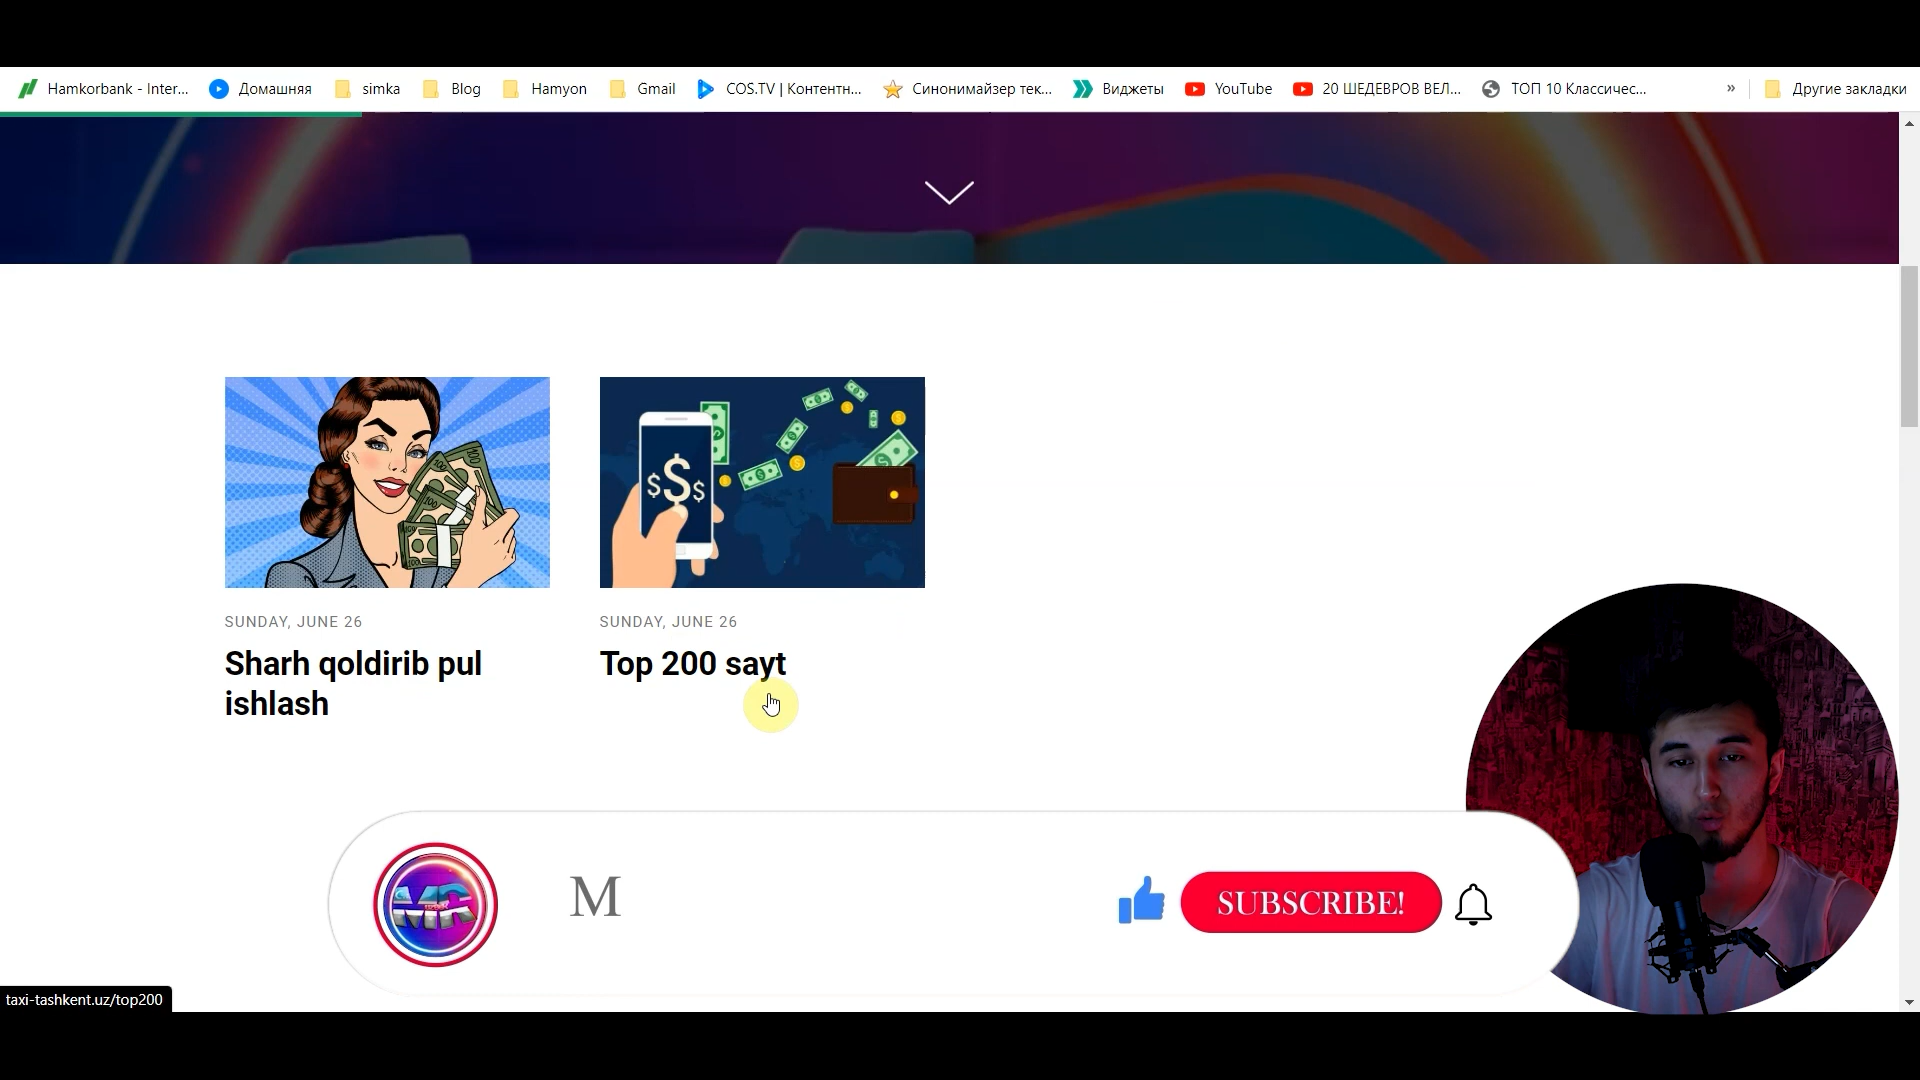 Hamkorbank - Inter... Домашняя simka Blog Hamyon Gmail COS.TV | Контентн... Синонимайзер тек... Виджеты YouTube 20 ШЕДЕВРОВ ВЕЛ... ТОП 10 Классичес... » Другие закладки
SUNDAY, JUNE 26
Sharh qoldirib pul
ishlash
SUNDAY, JUNE 26
Top 200 sayt
M
SUBSCRIBE!
taxi-tashkent.uz/top200